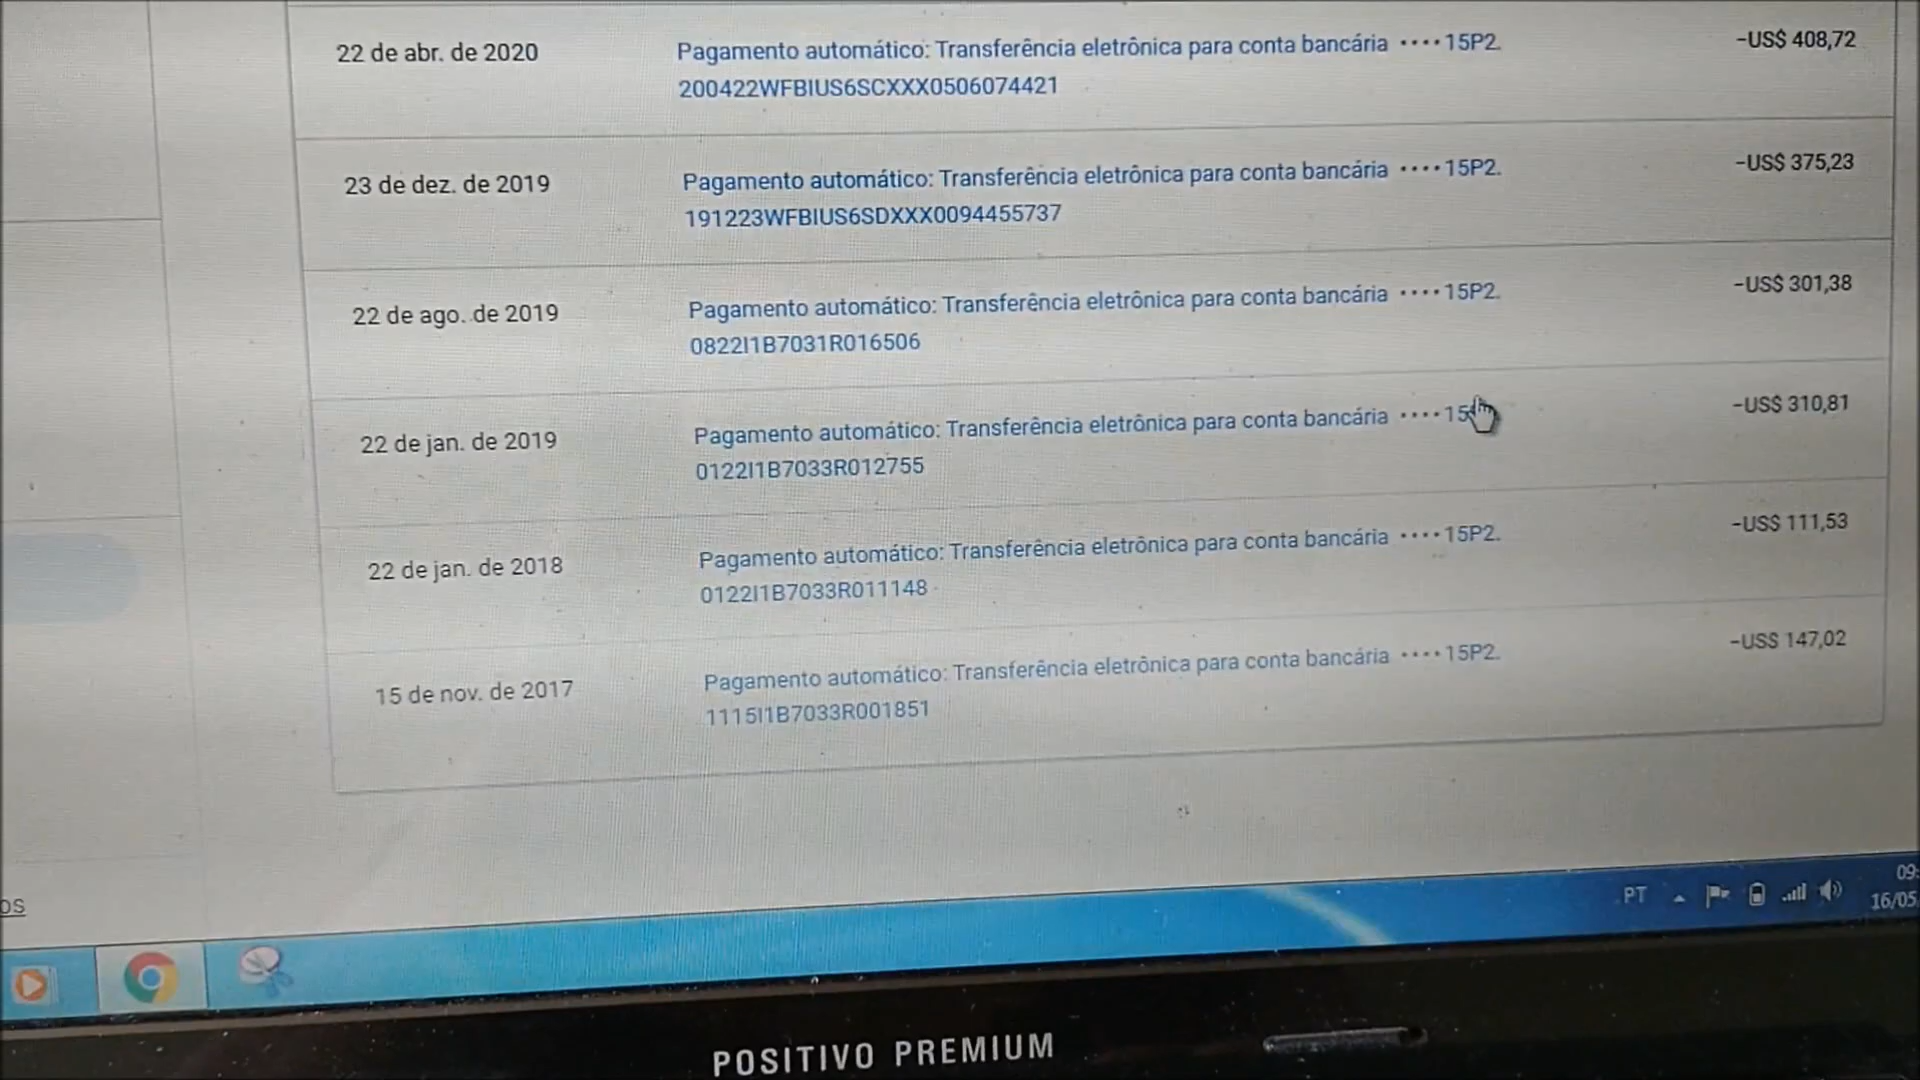 22 de abr. de 2020 Pagamento automático: Transferência eletrônica para conta bancária ····15P2. -US$ 408,72
200422WFBIUS6SCXXX0506074421
23 de dez. de 2019 Pagamento automático: Transferência eletrônica para conta bancária ····15P2. -US$ 375,23
191223WFBIUS6SDXXX0094455737
22 de ago. de 2019 Pagamento automático: Transferência eletrônica para conta bancária ····15P2. -US$ 301,38
0822I1B7031R016506
22 de jan. de 2019 Pagamento automático: Transferência eletrônica para conta bancária ····15 -US$ 310,81
0122I1B7033R012755
22 de jan. de 2018 Pagamento automático: Transferência eletrônica para conta bancária ····15P2. -US$ 111,53
0122I1B7033R011148
15 de nov. de 2017 Pagamento automático: Transferência eletrônica para conta bancária ····15P2. -US$ 147,02
1115I1B7033R001851
os
PT
09:
16/05
POSITIVO PREMIUM